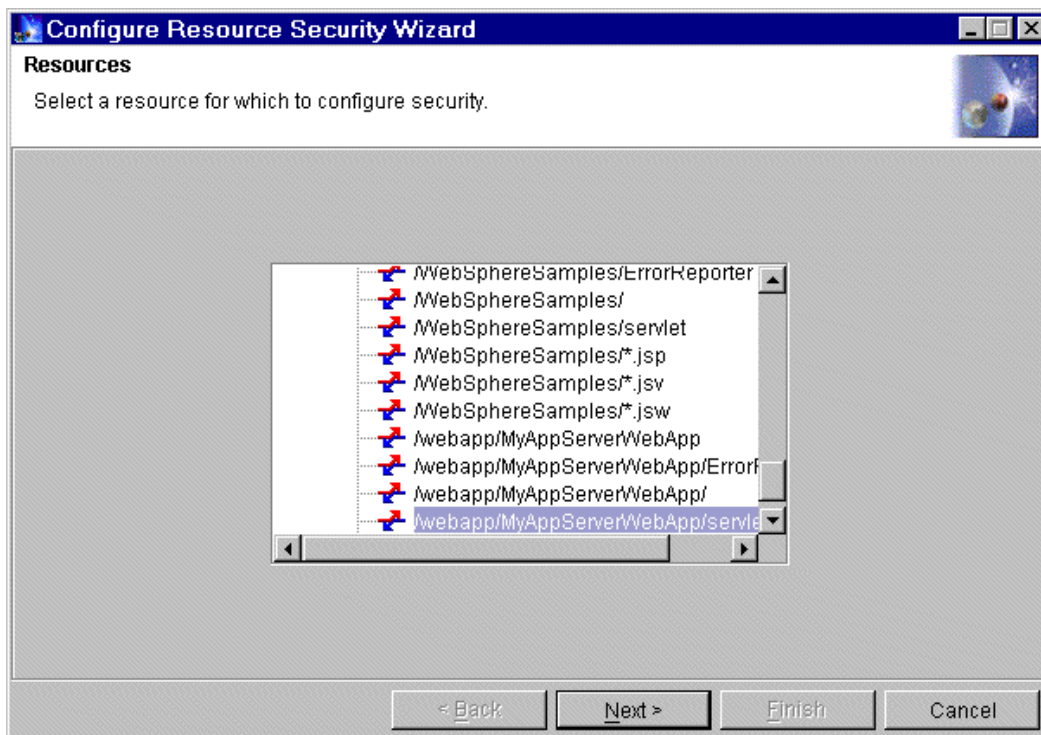 Configure Resource Security Wizard
Resources
Select a resource for which to configure security.
/WebSphereSamples/ErrorReporter
/WebSphereSamples/
/WebSphereSamples/servlet
/WebSphereSamples/*.jsp
/WebSphereSamples/*.jsv
/WebSphereSamples/*.jsw
/webapp/MyAppServerWebApp
/webapp/MyAppServerWebApp/ErrorF
/webapp/MyAppServerWebApp/
/webapp/MyAppServerWebApp/servle
< Back Next > Finish Cancel